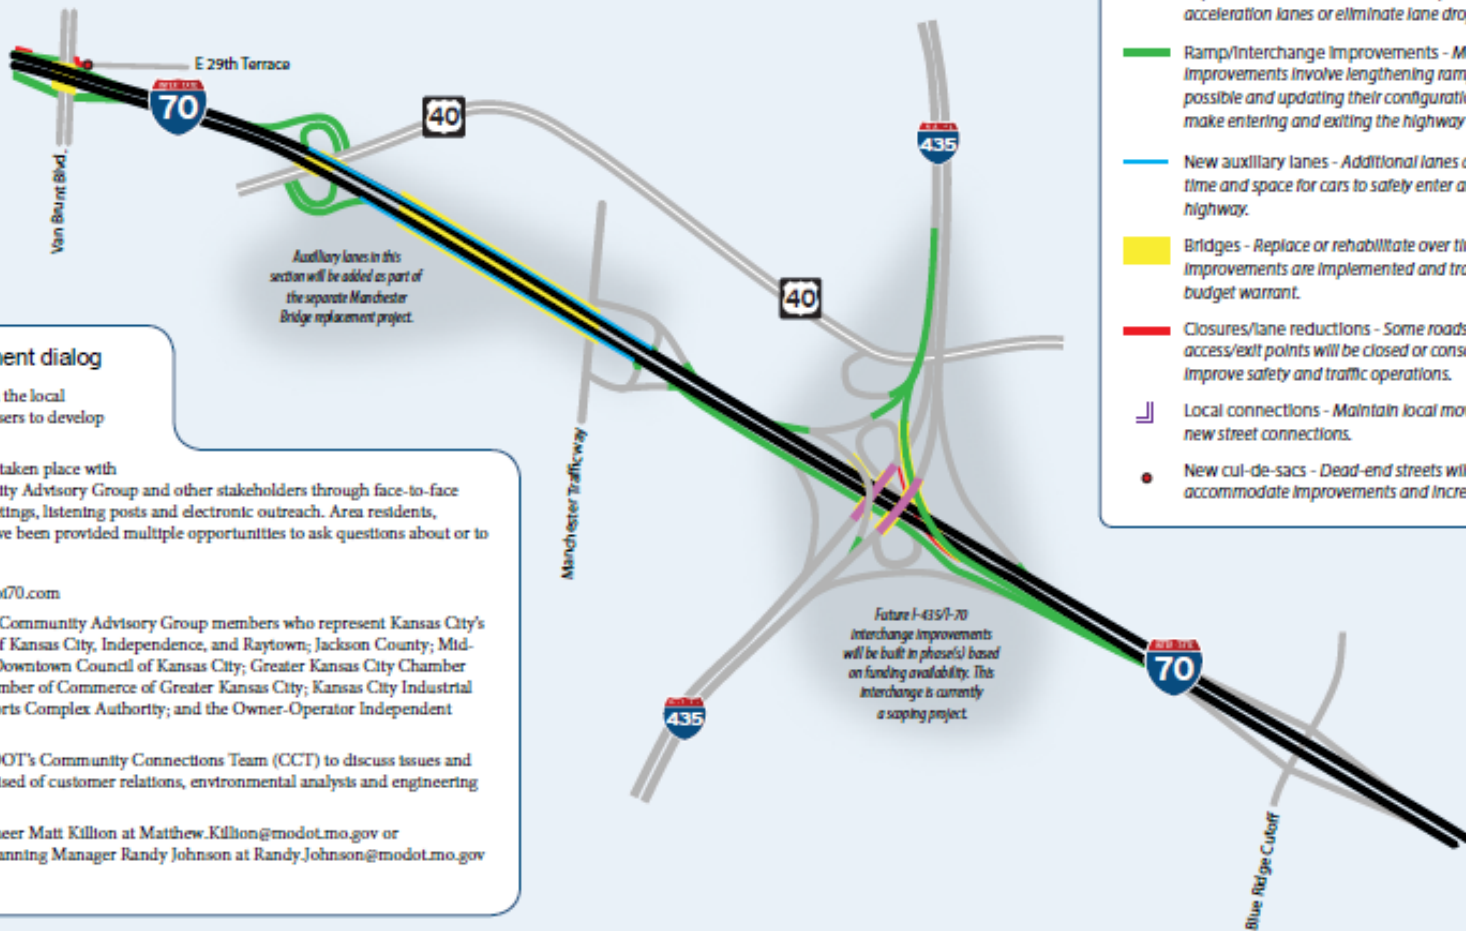 E 29th Terrace
70
40
Van Brunt Blvd.
435
Auxiliary lanes in this
section will be added as part of
the separate Manchester
Bridge replacement project.
40
Manchester Trafficway
Future I-435/I-70
interchange improvements
will be built in phase(s) based
on funding availability. This
interchange is currently
a scoping project.
70
435
Blue Ridge Cutoff
acceleration lanes or eliminate lane dro
Ramp/Interchange Improvements - M
improvements involve lengthening ram
possible and updating their configuratio
make entering and exiting the highway
New auxiliary lanes - Additional lanes
time and space for cars to safely enter a
highway.
Bridges - Replace or rehabilitate over ti
improvements are implemented and tra
budget warrant.
Closures/lane reductions - Some roads
access/exit points will be closed or cons
improve safety and traffic operations.
Local connections - Maintain local mov
new street connections.
New cul-de-sacs - Dead-end streets wil
accommodate improvements and incre
ent dialog
the local
sers to develop
taken place with
ity Advisory Group and other stakeholders through face-to-face
tings, listening posts and electronic outreach. Area residents,
ve been provided multiple opportunities to ask questions about or to
i70.com
Community Advisory Group members who represent Kansas City's
f Kansas City, Independence, and Raytown; Jackson County; Mid-
Downtown Council of Kansas City; Greater Kansas City Chamber
mber of Commerce of Greater Kansas City; Kansas City Industrial
orts Complex Authority; and the Owner-Operator Independent
DOT's Community Connections Team (CCT) to discuss issues and
ised of customer relations, environmental analysis and engineering
neer Matt Killion at Matthew.Killion@modot.mo.gov or
anning Manager Randy Johnson at Randy.Johnson@modot.mo.gov